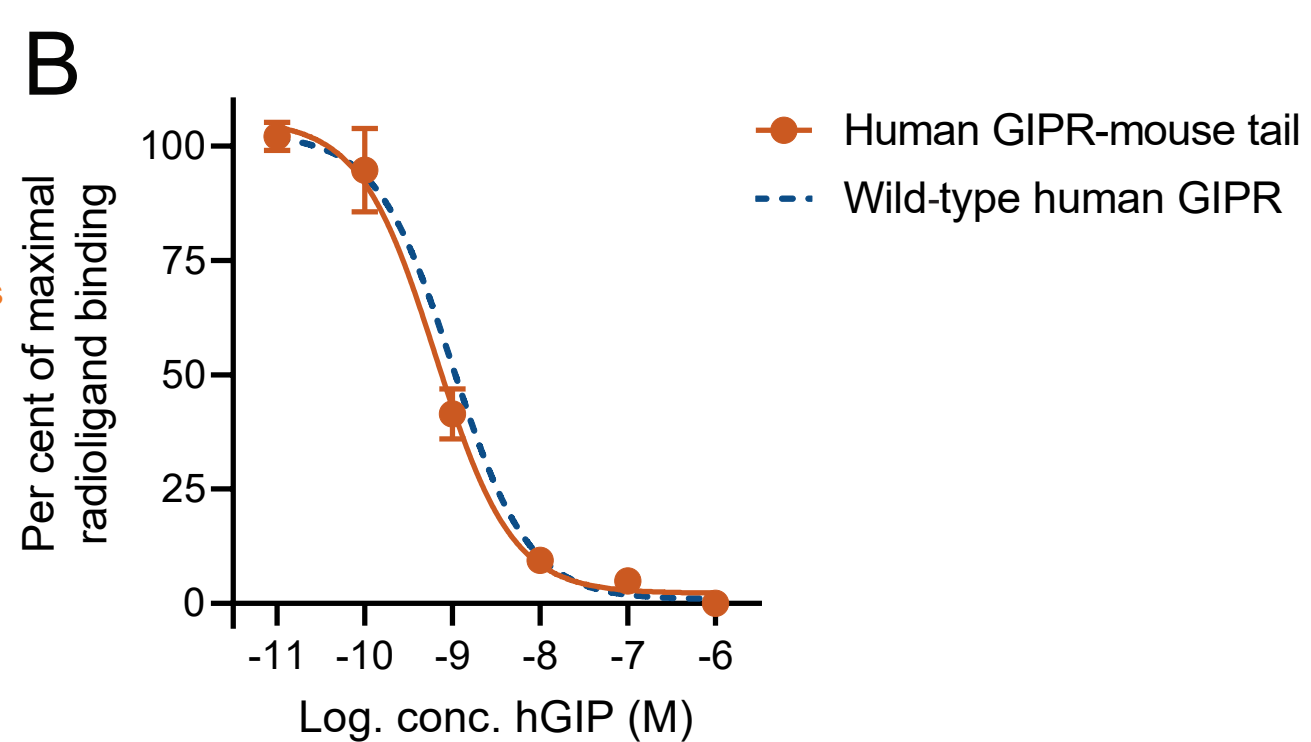 B
Human GIPR-mouse tail
Wild-type human GIPR
Per cent of maximal
radioligand binding
100
75
50
25
0
-11 -10 -9 -8 -7 -6
Log. conc. hGIP (M)